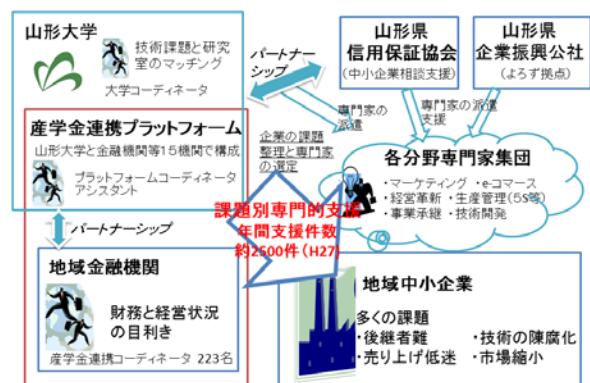 山形大学
技術課題と研究
室のマッチング
大学コーディネータ
パートナー
シップ
山形県
信用保証協会
(中小企業相談支援)
山形県
企業振興公社
(よろず拠点)
産学金連携プラットフォーム
山形大学と金融機関等15機関で構成
プラットフォームコーディネータ
アシスタント
専門家の
派遣
専門家の派遣
支援
企業の課題
整理と専門家
の選定
各分野専門家集団
・マーケティング ・e-コマース
・経営革新 ・生産管理(5S等)
・事業承継 ・技術開発
課題別専門的支援
年間支援件数
約2500件(H27)
パートナーシップ
地域金融機関
財務と経営状況
の目利き
産学金連携コーディネータ 223名
地域中小企業
多くの課題
・後継者難 ・技術の陳腐化
・売り上げ低迷 ・市場縮小